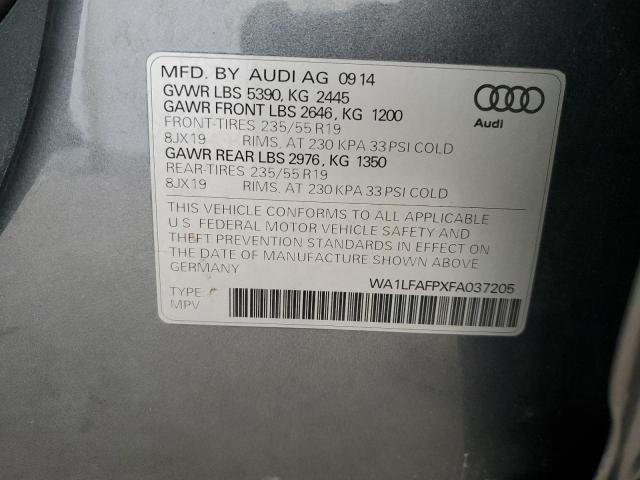 MFD. BY AUDI AG 09 14
GVWR LBS 5390, KG 2445
GAWR FRONT LBS 2646, KG 1200
FRONT-TIRES 235/55 R19
8JX19 RIMS, AT 230 KPA 33 PSI COLD
GAWR REAR LBS 2976, KG 1350
REAR-TIRES 235/55 R19
8JX19 RIMS, AT 230 KPA 33 PSI COLD
Audi
THIS VEHICLE CONFORMS TO ALL APPLICABLE
U.S. FEDERAL MOTOR VEHICLE SAFETY AND
THEFT PREVENTION STANDARDS IN EFFECT ON
THE DATE OF MANUFACTURE SHOWN ABOVE
GERMANY
WA1LFAFPXFA037205
TYPE
MPV